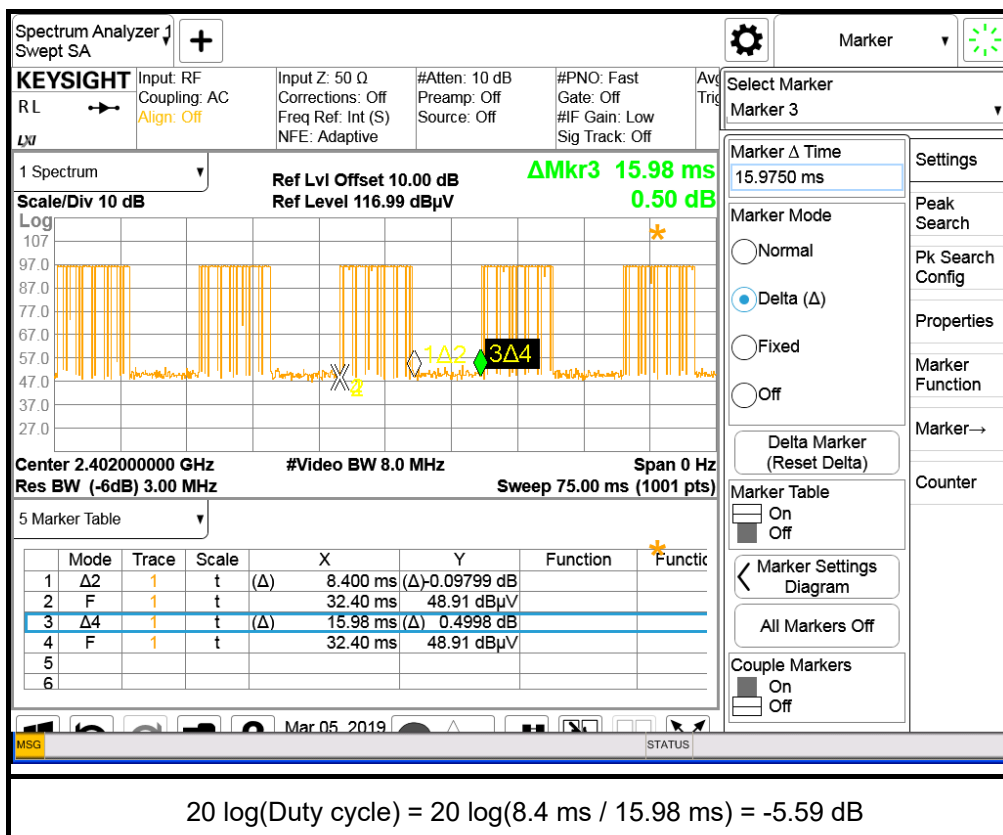 Spectrum Analyzer 1
Swept SA
+
Marker
KEYSIGHT
RL
LXI
Input: RF
Coupling: AC
Align: Off
Input Z: 50 Ω
Corrections: Off
Freq Ref: Int (S)
NFE: Adaptive
#Atten: 10 dB
Preamp: Off
Source: Off
#PNO: Fast
Gate: Off
#IF Gain: Low
Sig Track: Off
Select Marker
Marker 3
1 Spectrum
Scale/Div 10 dB
Ref Lvl Offset 10.00 dB
Ref Level 116.99 dBµV
ΔMkr3 15.98 ms
0.50 dB
Log
107
97.0
87.0
77.0
67.0
57.0
47.0
37.0
27.0
1Δ2
3Δ4
Center 2.402000000 GHz
Res BW (-6dB) 3.00 MHz
#Video BW 8.0 MHz
Span 0 Hz
Sweep 75.00 ms (1001 pts)
5 Marker Table
Mode Trace Scale X Y Function
1 Δ2 1 t (Δ) 8.400 ms (Δ)-0.09799 dB
2 F 1 t 32.40 ms 48.91 dBµV
3 Δ4 1 t (Δ) 15.98 ms (Δ) 0.4998 dB
4 F 1 t 32.40 ms 48.91 dBµV
5
6
Mar 05, 2019
MSG
STATUS
Marker Δ Time
15.9750 ms
Marker Mode
Normal
Delta (Δ)
Fixed
Off
Delta Marker
(Reset Delta)
Marker Table
On
Off
Marker Settings
Diagram
All Markers Off
Couple Markers
On
Off
Settings
Peak
Search
Pk Search
Config
Properties
Marker
Function
Marker→
Counter
20 log(Duty cycle) = 20 log(8.4 ms / 15.98 ms) = -5.59 dB